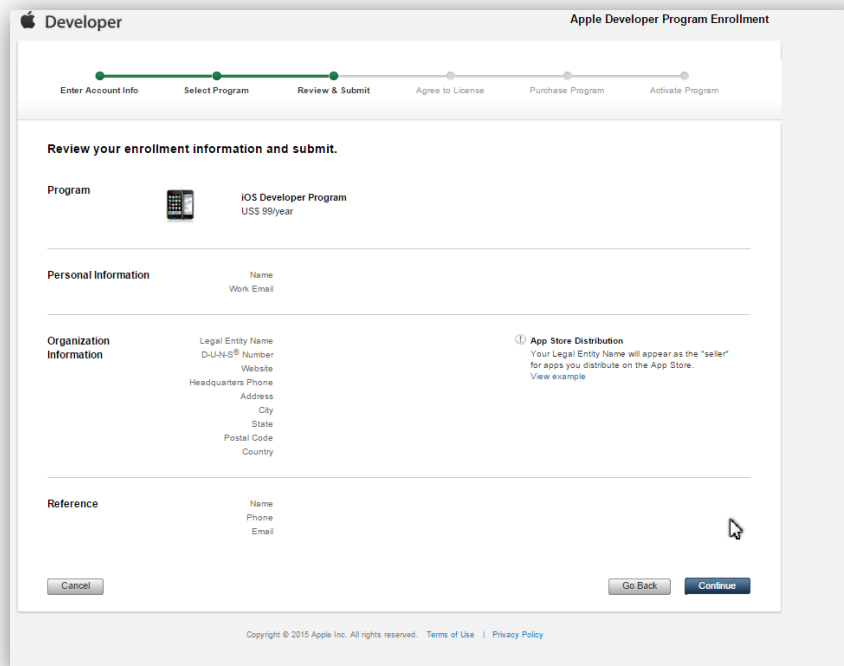 Developer
Apple Developer Program Enrollment
Enter Account Info
Select Program
Review & Submit
Agree to License
Purchase Program
Activate Program
Review your enrollment information and submit.
Program
iOS Developer Program
US$ 99/year
Personal Information
Name
Work Email
Organization
Information
Legal Entity Name
D-U-N-S® Number
Website
Headquarters Phone
Address
City
State
Postal Code
Country
App Store Distribution
Your Legal Entity Name will appear as the "seller"
for apps you distribute on the App Store.
View example
Reference
Name
Phone
Email
Cancel
Go Back
Continue
Copyright © 2015 Apple Inc. All rights reserved. Terms of Use | Privacy Policy